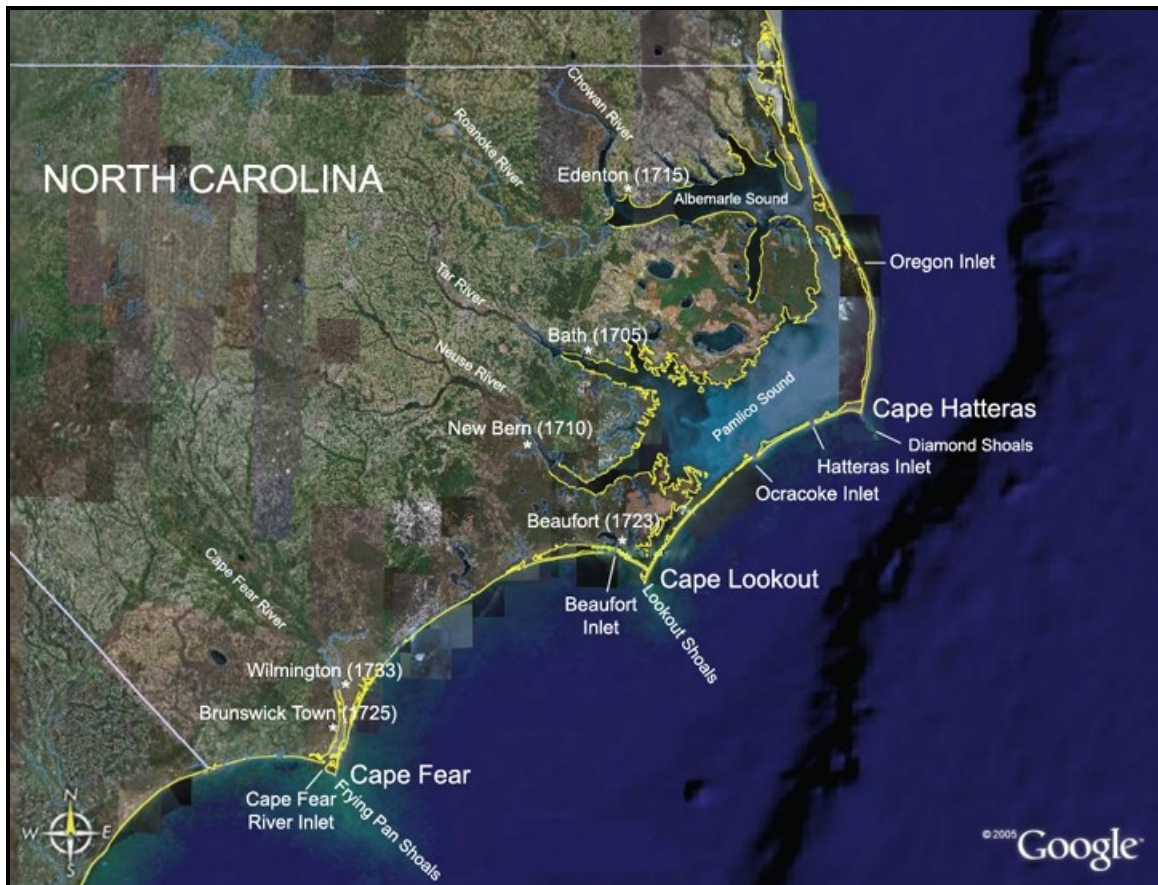 Chowan River
Roanoke River
NORTH CAROLINA
Edenton (1715)
Albemarle Sound
Oregon Inlet
Tar River
Bath (1705)
Neuse River
Pamlico Sound
Cape Hatteras
New Bern (1710)
Diamond Shoals
Hatteras Inlet
Ocracoke Inlet
Beaufort (1723)
Cape Fear River
Cape Lookout
Beaufort
Inlet
Lookout Shoals
Wilmington (1733)
Brunswick Town (1725)
Cape Fear
Cape Fear
River Inlet
Frying Pan Shoals
N
W E
S
©2005 Google™